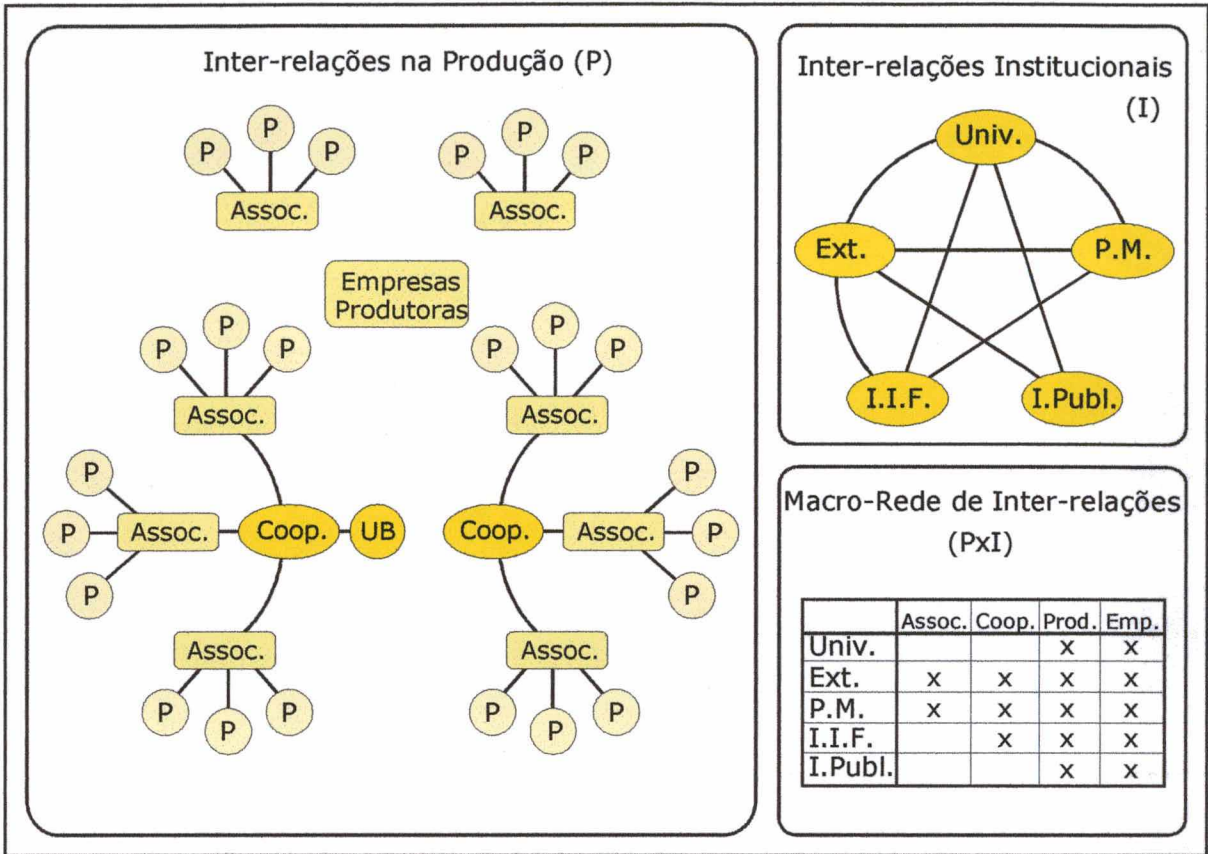 Inter-relações na Produção (P)
P P P P P P
Assoc. Assoc.
Empresas
Produtoras
P P P P P P
Assoc. Assoc.
P P
P Assoc. Coop. UB Coop. Assoc. P
P P
Assoc. Assoc.
P P P P P P
Inter-relações Institucionais
(I)
Univ.
Ext. P.M.
I.I.F. I.Publ.
Macro-Rede de Inter-relações
(PxI)
Assoc. Coop. Prod. Emp.
Univ. x x
Ext. x x x x
P.M. x x x x
I.I.F. x x x
I.Publ. x x